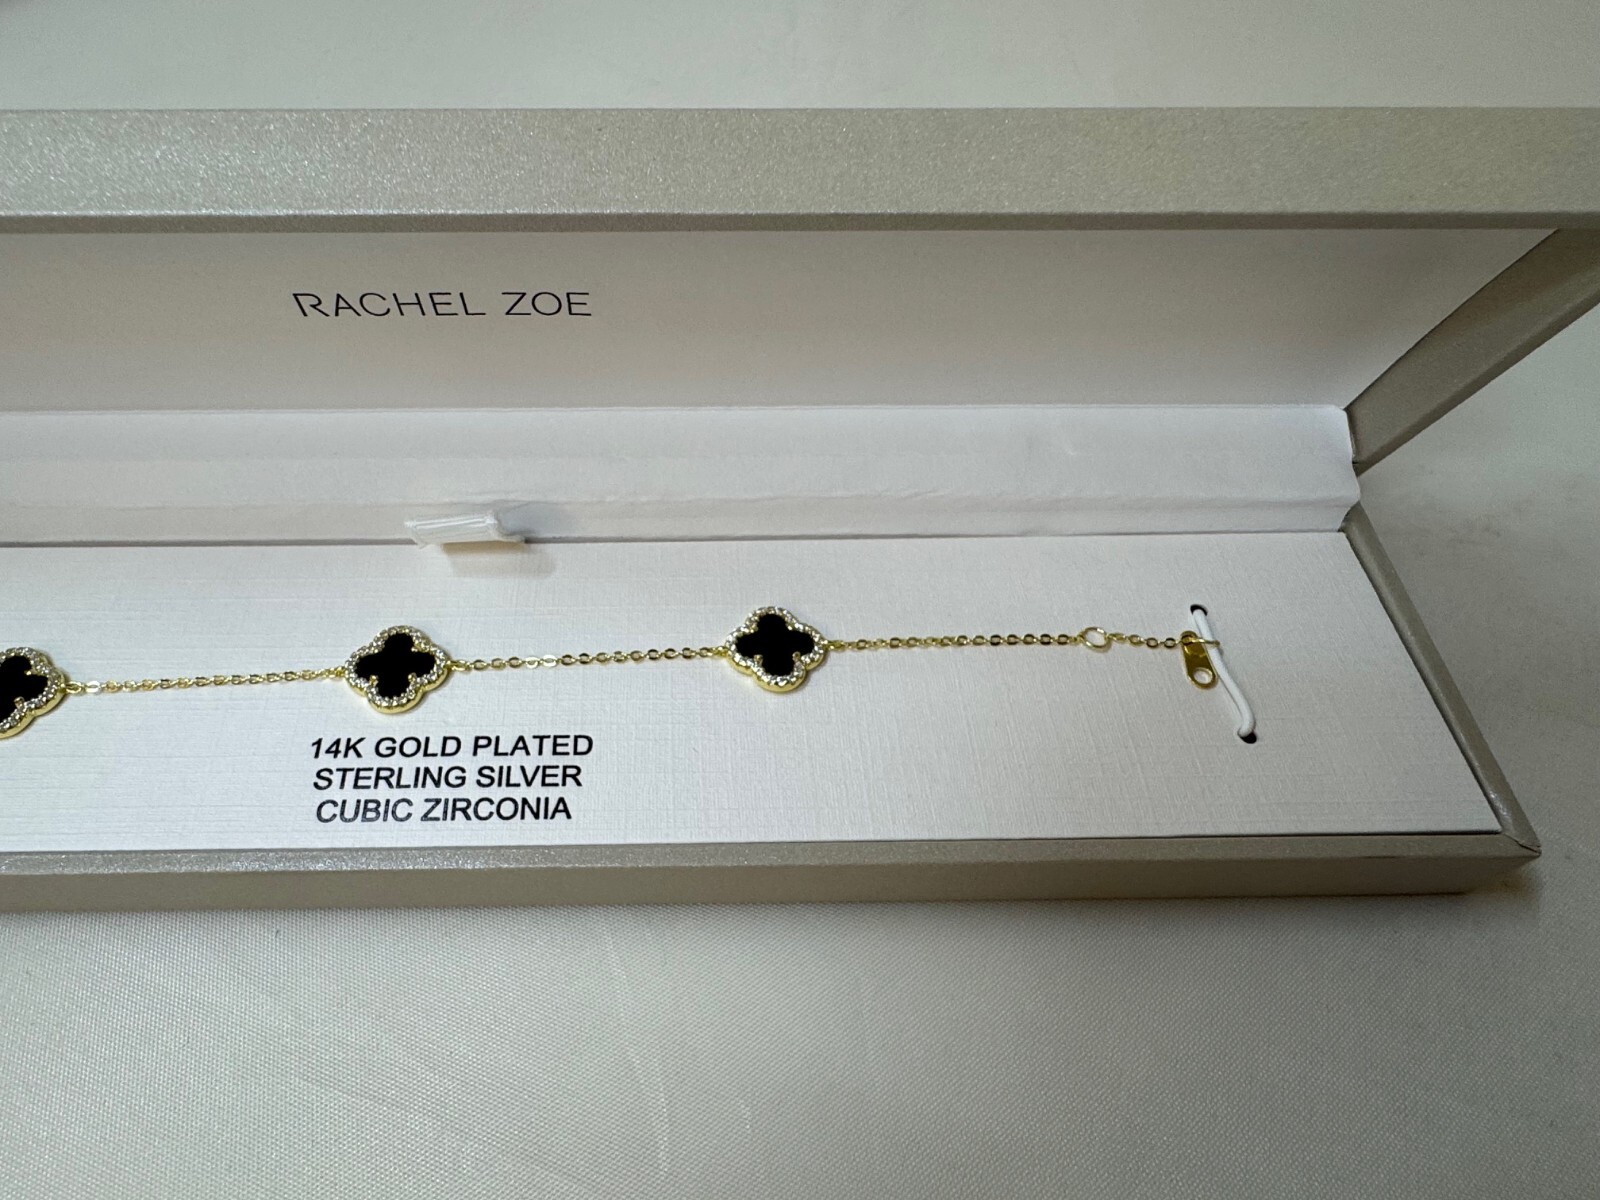 RACHEL ZOE
14K GOLD PLATED
STERLING SILVER
CUBIC ZIRCONIA